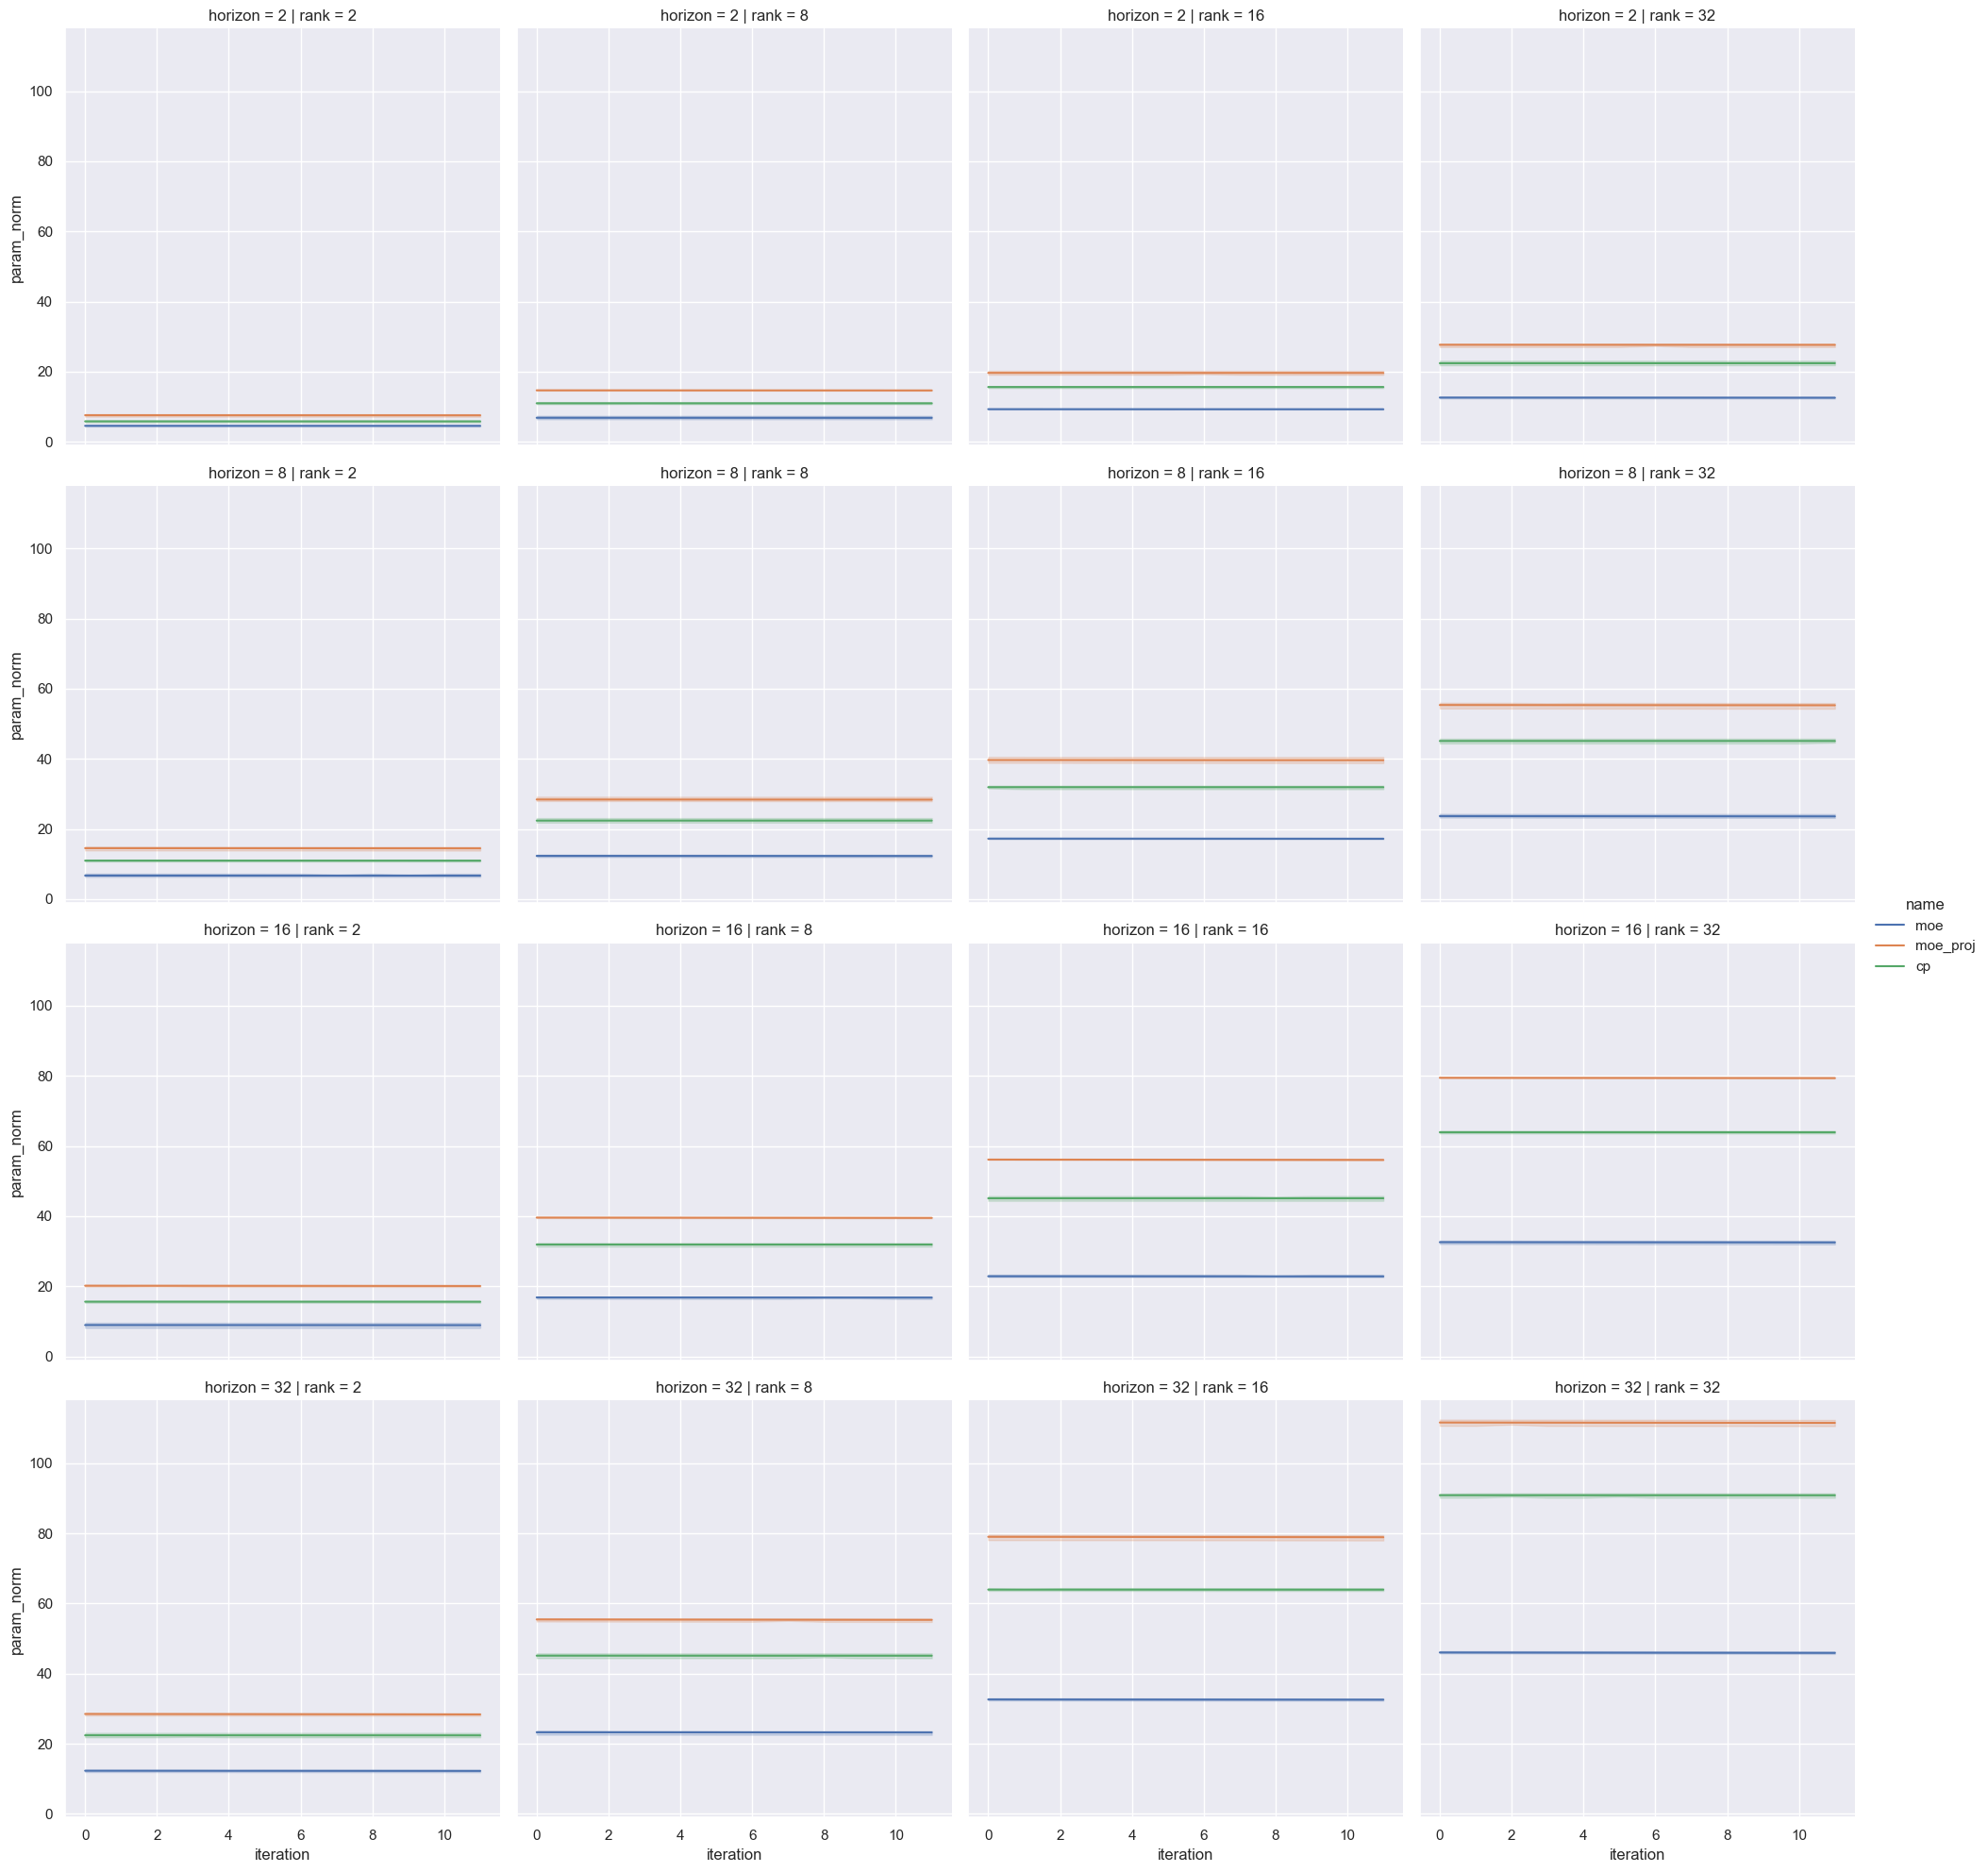 horizon = 2 | rank = 2
horizon = 2 | rank = 8
horizon = 2 | rank = 16
horizon = 2 | rank = 32
param_norm
100
80
60
40
20
0
horizon = 8 | rank = 2
horizon = 8 | rank = 8
horizon = 8 | rank = 16
horizon = 8 | rank = 32
param_norm
100
80
60
40
20
0
name
moe
moe_proj
cp
horizon = 16 | rank = 2
horizon = 16 | rank = 8
horizon = 16 | rank = 16
horizon = 16 | rank = 32
param_norm
100
80
60
40
20
0
horizon = 32 | rank = 2
horizon = 32 | rank = 8
horizon = 32 | rank = 16
horizon = 32 | rank = 32
param_norm
100
80
60
40
20
0
0 2 4 6 8 10
iteration
0 2 4 6 8 10
iteration
0 2 4 6 8 10
iteration
0 2 4 6 8 10
iteration